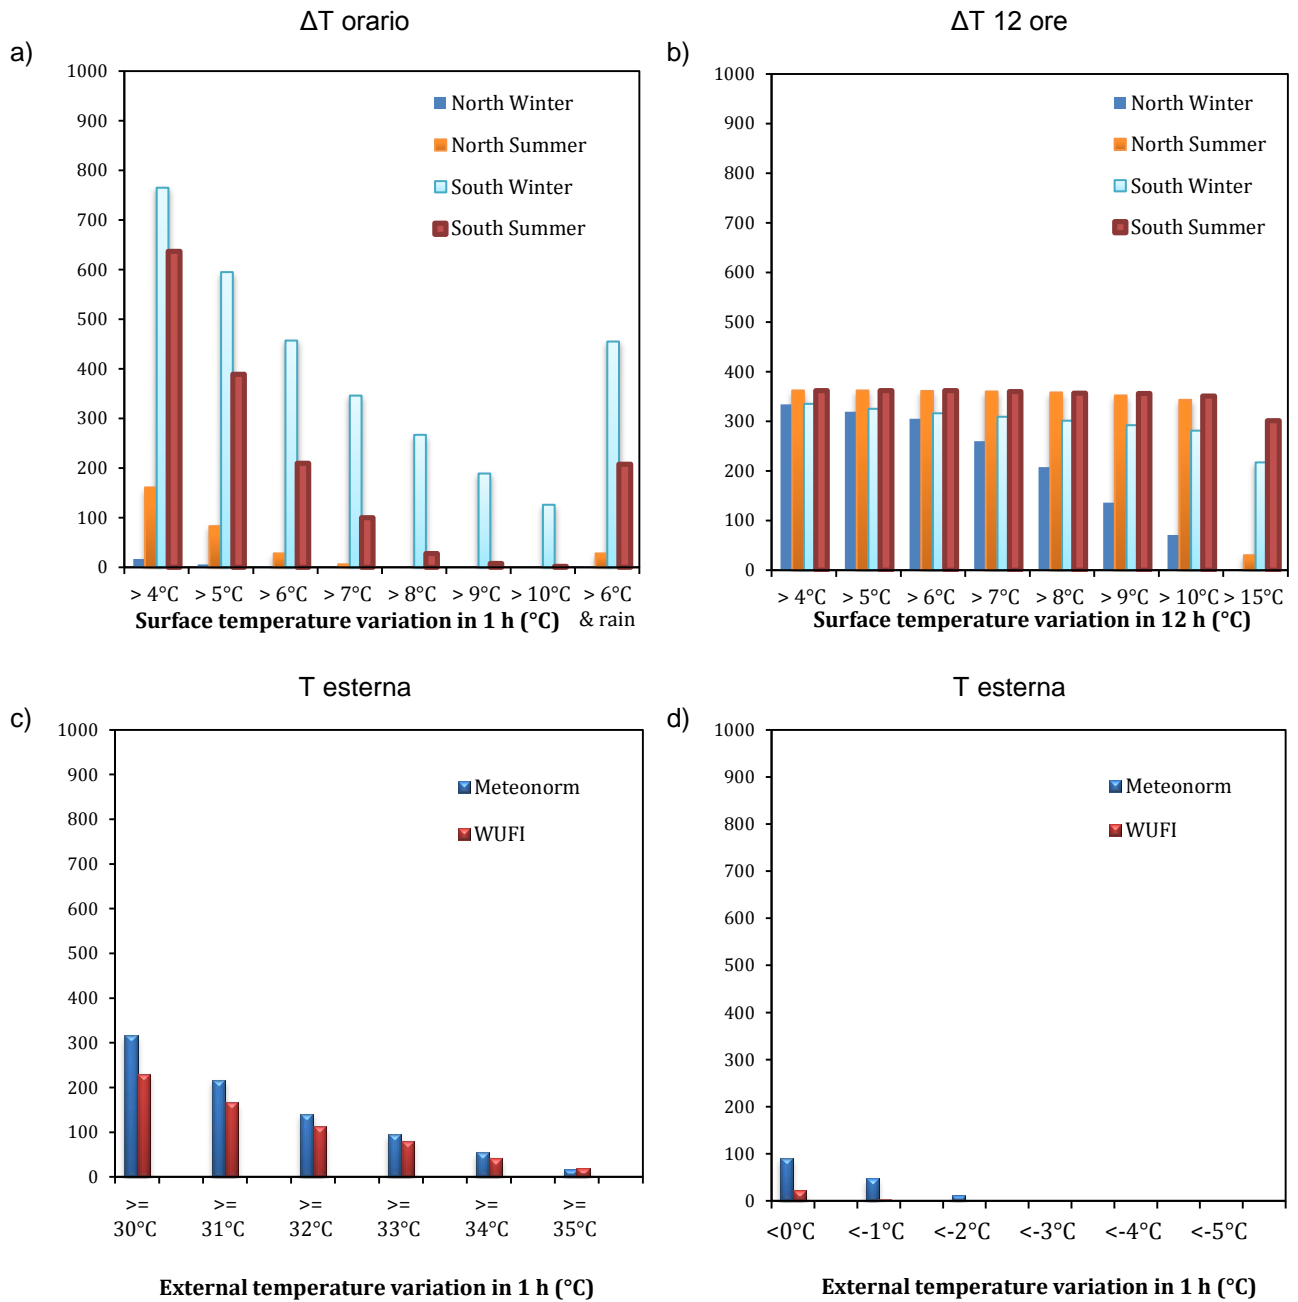 ΔT orario
a)
1000
900
800
700
600
500
400
300
200
100
0
North Winter
North Summer
South Winter
South Summer
> 4°C > 5°C > 6°C > 7°C > 8°C > 9°C > 10°C > 6°C
& rain
Surface temperature variation in 1 h (°C)
ΔT 12 ore
b)
1000
900
800
700
600
500
400
300
200
100
0
North Winter
North Summer
South Winter
South Summer
> 4°C > 5°C > 6°C > 7°C > 8°C > 9°C > 10°C > 15°C
Surface temperature variation in 12 h (°C)
T esterna
c)
1000
900
800
700
600
500
400
300
200
100
0
Meteonorm
WUFI
>= >= >= >= >= >=
30°C 31°C 32°C 33°C 34°C 35°C
External temperature variation in 1 h (°C)
T esterna
d)
1000
900
800
700
600
500
400
300
200
100
0
Meteonorm
WUFI
<0°C <-1°C <-2°C <-3°C <-4°C <-5°C
External temperature variation in 1 h (°C)